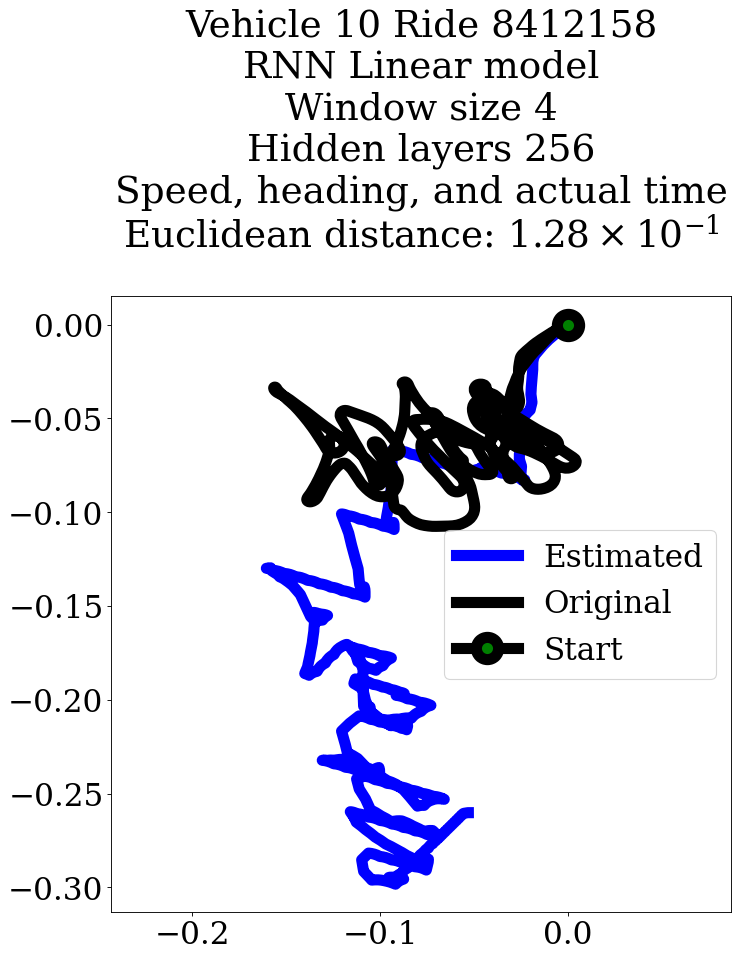 Vehicle 10 Ride 8412158
RNN Linear model
Window size 4
Hidden layers 256
Speed, heading, and actual time
Euclidean distance: 1.28 × 10⁻¹
0.00
−0.05
−0.10
−0.15
−0.20
−0.25
−0.30
Estimated
Original
Start
−0.2
−0.1
0.0